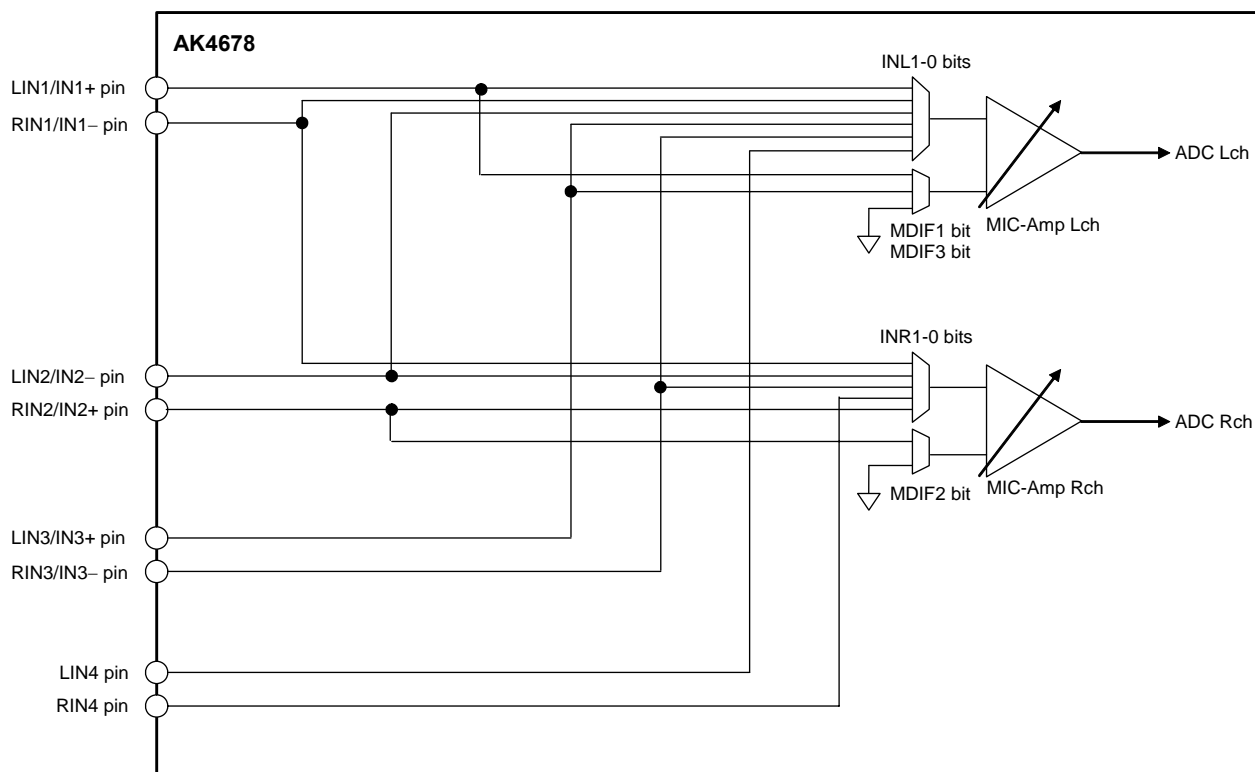 AK4678
INL1-0 bits
LIN1/IN1+ pin
RIN1/IN1− pin
ADC Lch
MDIF1 bit
MDIF3 bit
MIC-Amp Lch
INR1-0 bits
LIN2/IN2− pin
RIN2/IN2+ pin
ADC Rch
MDIF2 bit
MIC-Amp Rch
LIN3/IN3+ pin
RIN3/IN3− pin
LIN4 pin
RIN4 pin